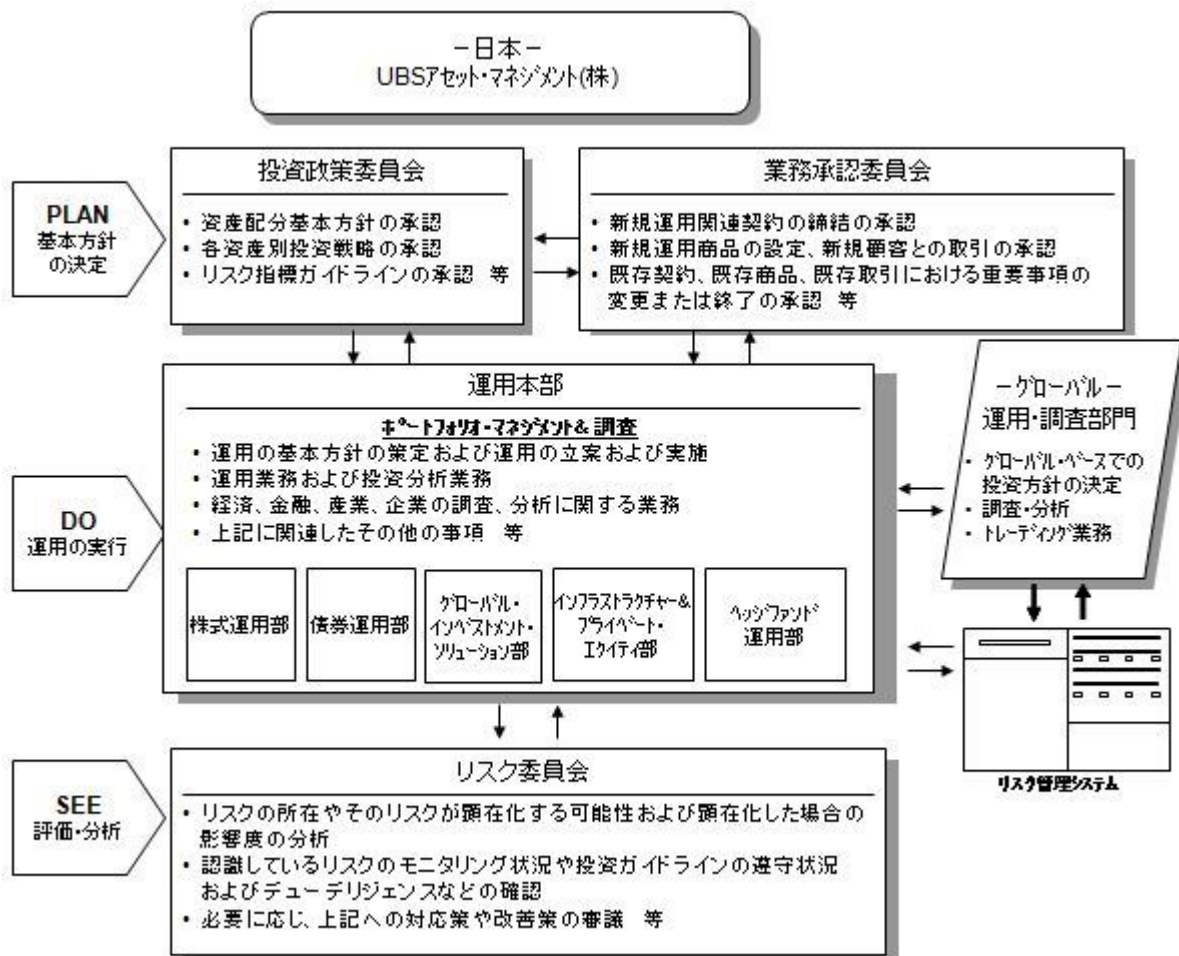 －日本－
UBSアセット・マネジメント(株)
PLAN
基本方針
の決定
投資政策委員会
・ 資産配分基本方針の承認
・ 各資産別投資戦略の承認
・ リスク指標ガイドラインの承認 等
業務承認委員会
・ 新規運用関連契約の締結の承認
・ 新規運用商品の設定、新規顧客との取引の承認
・ 既存契約、既存商品、既存取引における重要事項の
変更または終了の承認 等
DO
運用の実行
運用本部
ポートフォリオ・マネジメント& 調査
・ 運用の基本方針の策定および運用の立案および実施
・ 運用業務および投資分析業務
・ 経済、金融、産業、企業の調査、分析に関する業務
・ 上記に関連したその他の事項 等
株式運用部
債券運用部
グローバル・
インベストメント・
ソリューション部
インフラストラクチャー&
プライベート・
エクイティ部
ヘッジファンド
運用部
－グローバル－
運用・調査部門
・ グローバル・ベースでの
投資方針の決定
・ 調査・分析
・ トレーディング業務
リスク管理システム
SEE
評価・分析
リスク委員会
・ リスクの所在やそのリスクが顕在化する可能性および顕在化した場合の
影響度の分析
・ 認識しているリスクのモニタリング状況や投資ガイドラインの遵守状況
およびデューデリジェンスなどの確認
・ 必要に応じ、上記への対応策や改善策の審議 等